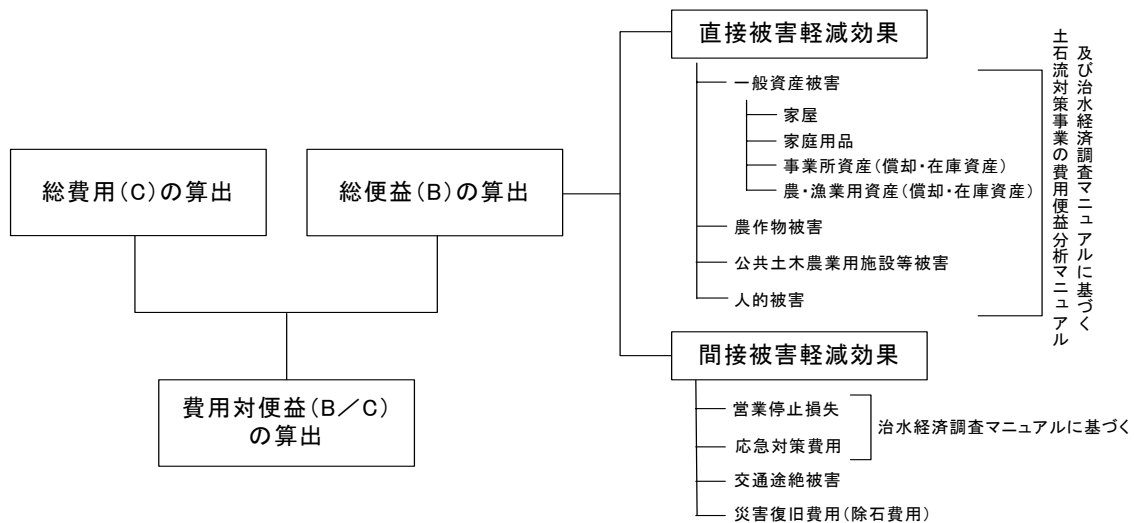 総費用(C)の算出
総便益(B)の算出
費用対便益(B/C)
の算出
直接被害軽減効果
一般資産被害
家屋
家庭用品
事業所資産(償却・在庫資産)
農・漁業用資産(償却・在庫資産)
農作物被害
公共土木農業用施設等被害
人的被害
土石流対策事業の費用便益分析マニュアル
及び治水経済調査マニュアルに基づく
間接被害軽減効果
営業停止損失
応急対策費用
治水経済調査マニュアルに基づく
交通途絶被害
災害復旧費用(除石費用)